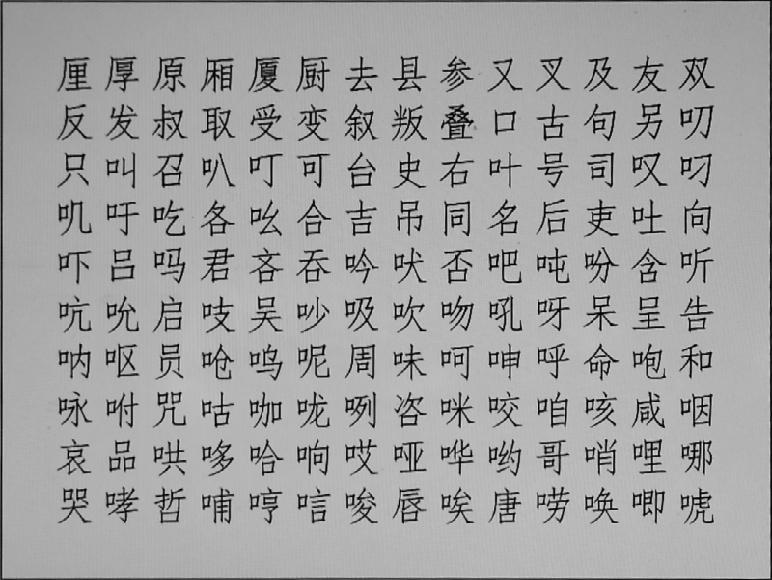 厘厚原厢厦厨去县参又叉及友双
反发叔取受变叙叛叠口古句另叨
只叫召叭叮可台史右叶号司叹叼
叽吁吃各吆合吉吊同名后吏吐向
吓吕吗君吝吞吟吠否吧吨吩含听
吭吮启吱吴吵吸吹吻吼呀呆呈告
呐呕员呛呜呢周味呵呻呼命咆和
咏咐咒咕咖咙咧咨咪咬咱咳咸咽
哀品哄哆哈响哎哑哗哟哥哨哩哪
哭哮哲哺哼唁唆唇唉唐唠唤唧唬